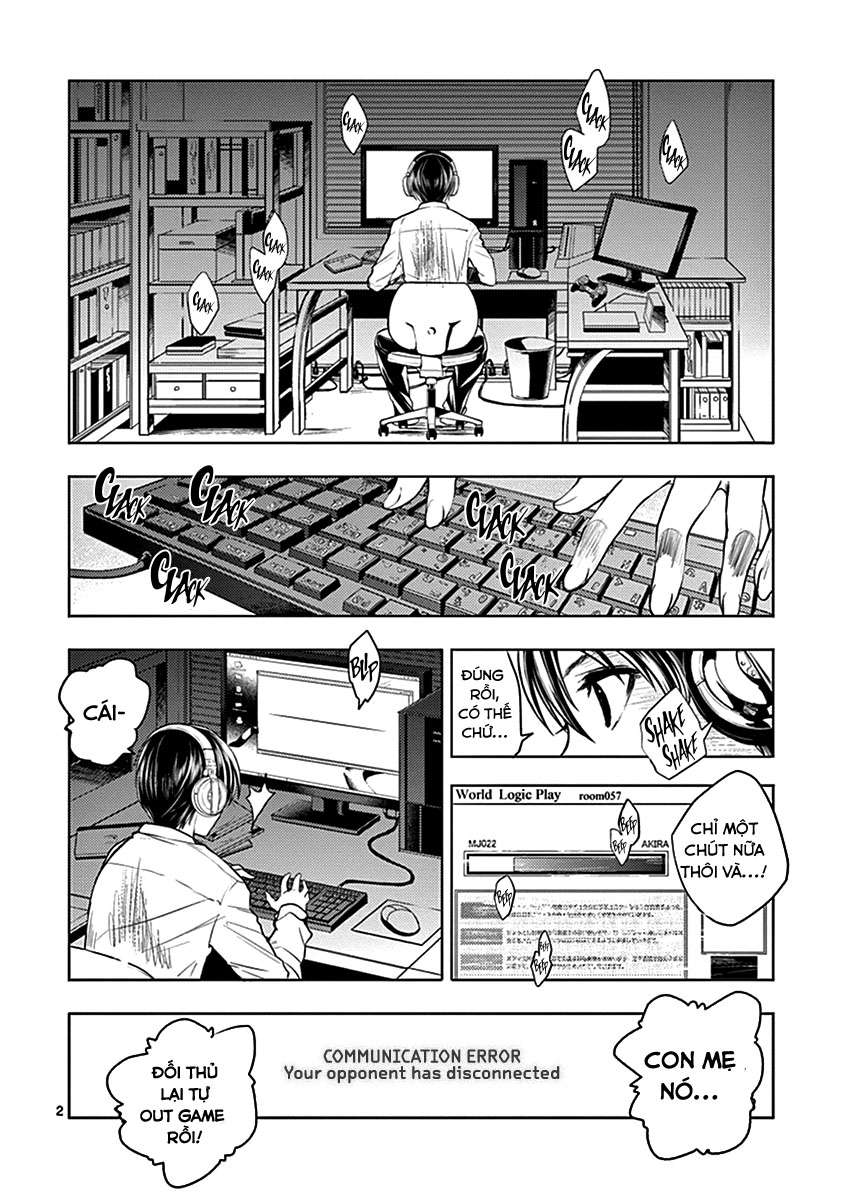 CLACK
CLACK
CLACK
CLACK
CLACK
CLACK
CLACK
CLACK
CLACK
CLACK
CLACK
CLACK
CLACK
ĐÚNG
RỒI,
CÓ THẾ
CHỨ...
SHAKE
SHAKE
BLIP
CÁI-
World Logic Play room057
MJ022
AKIRA
BEEP
BEEP
BEEP
BEEP
CHỈ MỘT
CHÚT NỮA
THÔI VÀ...!
CON MẸ
NÓ...
COMMUNICATION ERROR
Your opponent has disconnected
ĐỐI THỦ
LẠI TỰ
OUT GAME
RỒI!
2